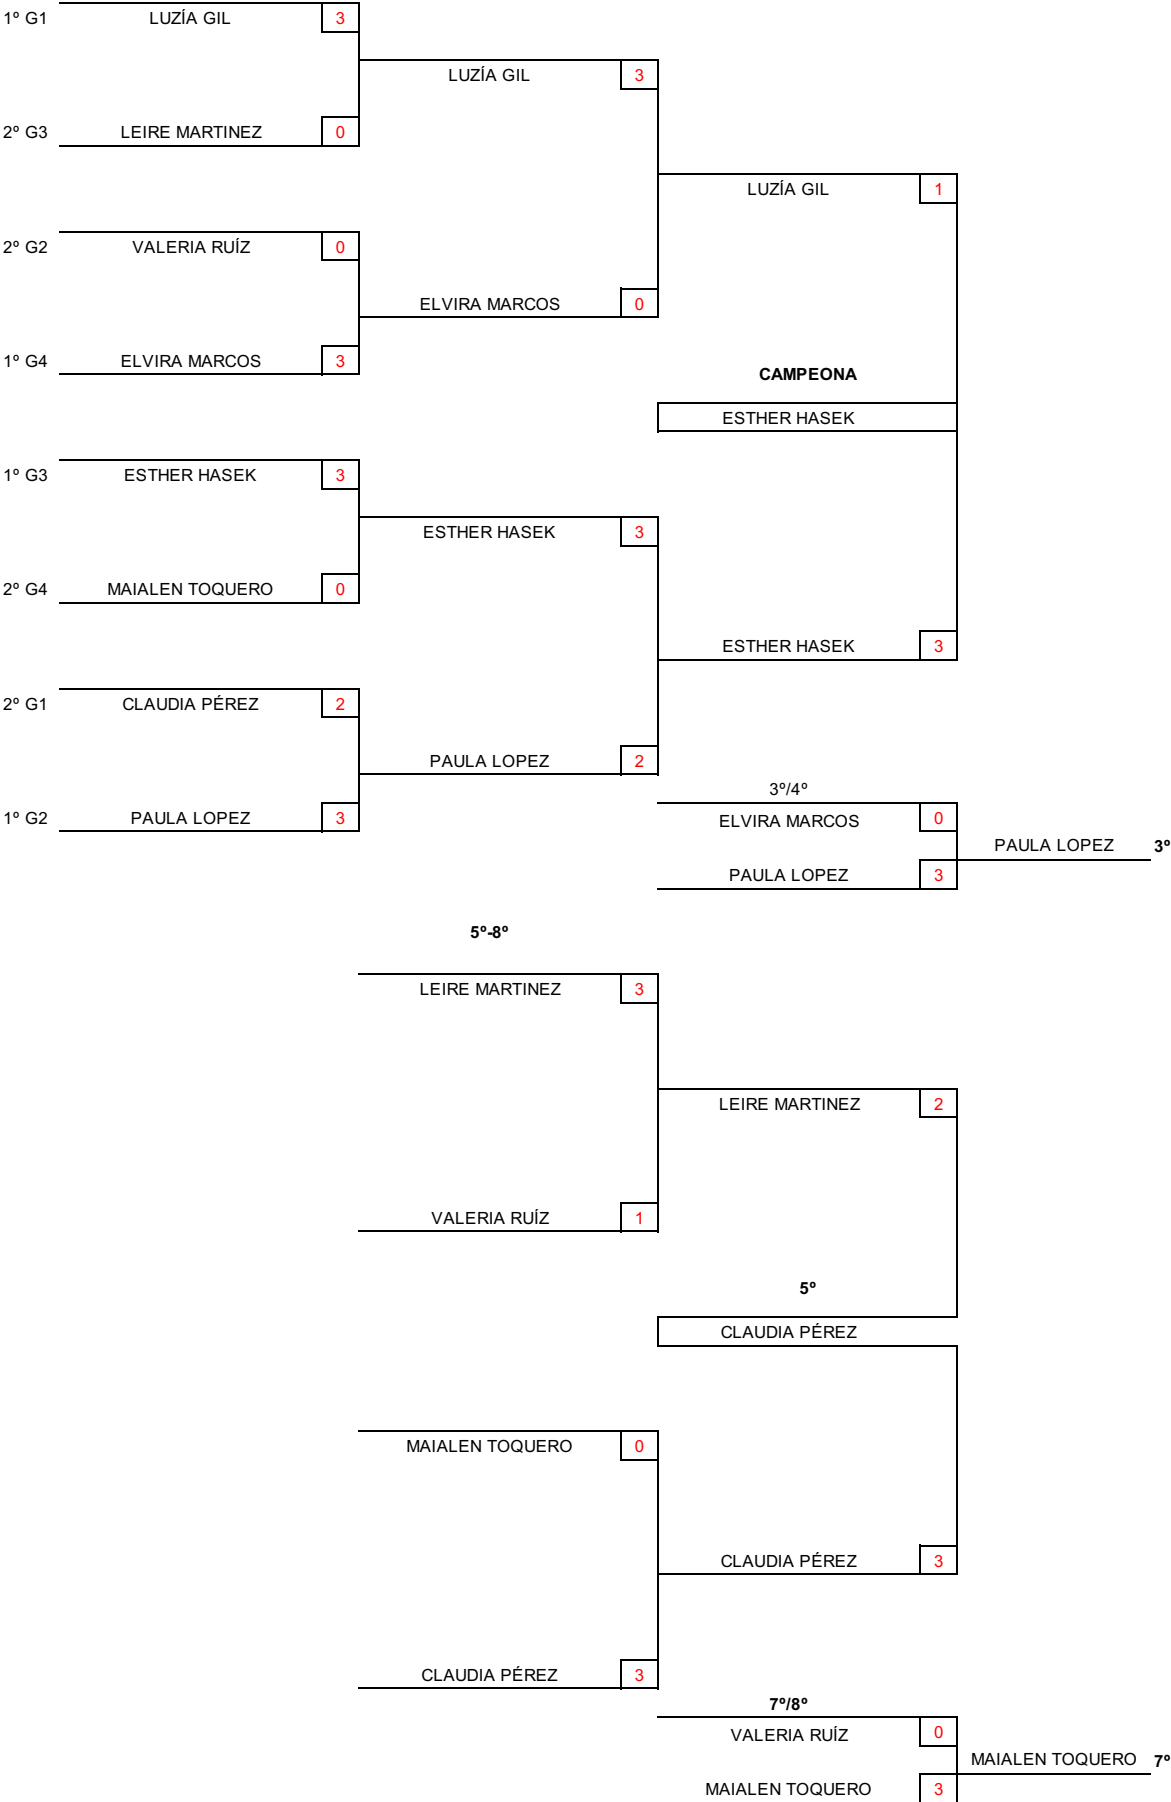 1º G1 LUZÍA GIL 3
LUZÍA GIL 3
2º G3 LEIRE MARTINEZ 0
LUZÍA GIL 1
2º G2 VALERIA RUÍZ 0
ELVIRA MARCOS 0
1º G4 ELVIRA MARCOS 3
CAMPEONA
ESTHER HASEK
1º G3 ESTHER HASEK 3
ESTHER HASEK 3
2º G4 MAIALEN TOQUERO 0
ESTHER HASEK 3
2º G1 CLAUDIA PÉREZ 2
PAULA LOPEZ 2
3º/4º
1º G2 PAULA LOPEZ 3
ELVIRA MARCOS 0
PAULA LOPEZ 3º
PAULA LOPEZ 3
5º-8º
LEIRE MARTINEZ 3
LEIRE MARTINEZ 2
VALERIA RUÍZ 1
5º
CLAUDIA PÉREZ
MAIALEN TOQUERO 0
CLAUDIA PÉREZ 3
CLAUDIA PÉREZ 3
7º/8º
VALERIA RUÍZ 0
MAIALEN TOQUERO 7º
MAIALEN TOQUERO 3